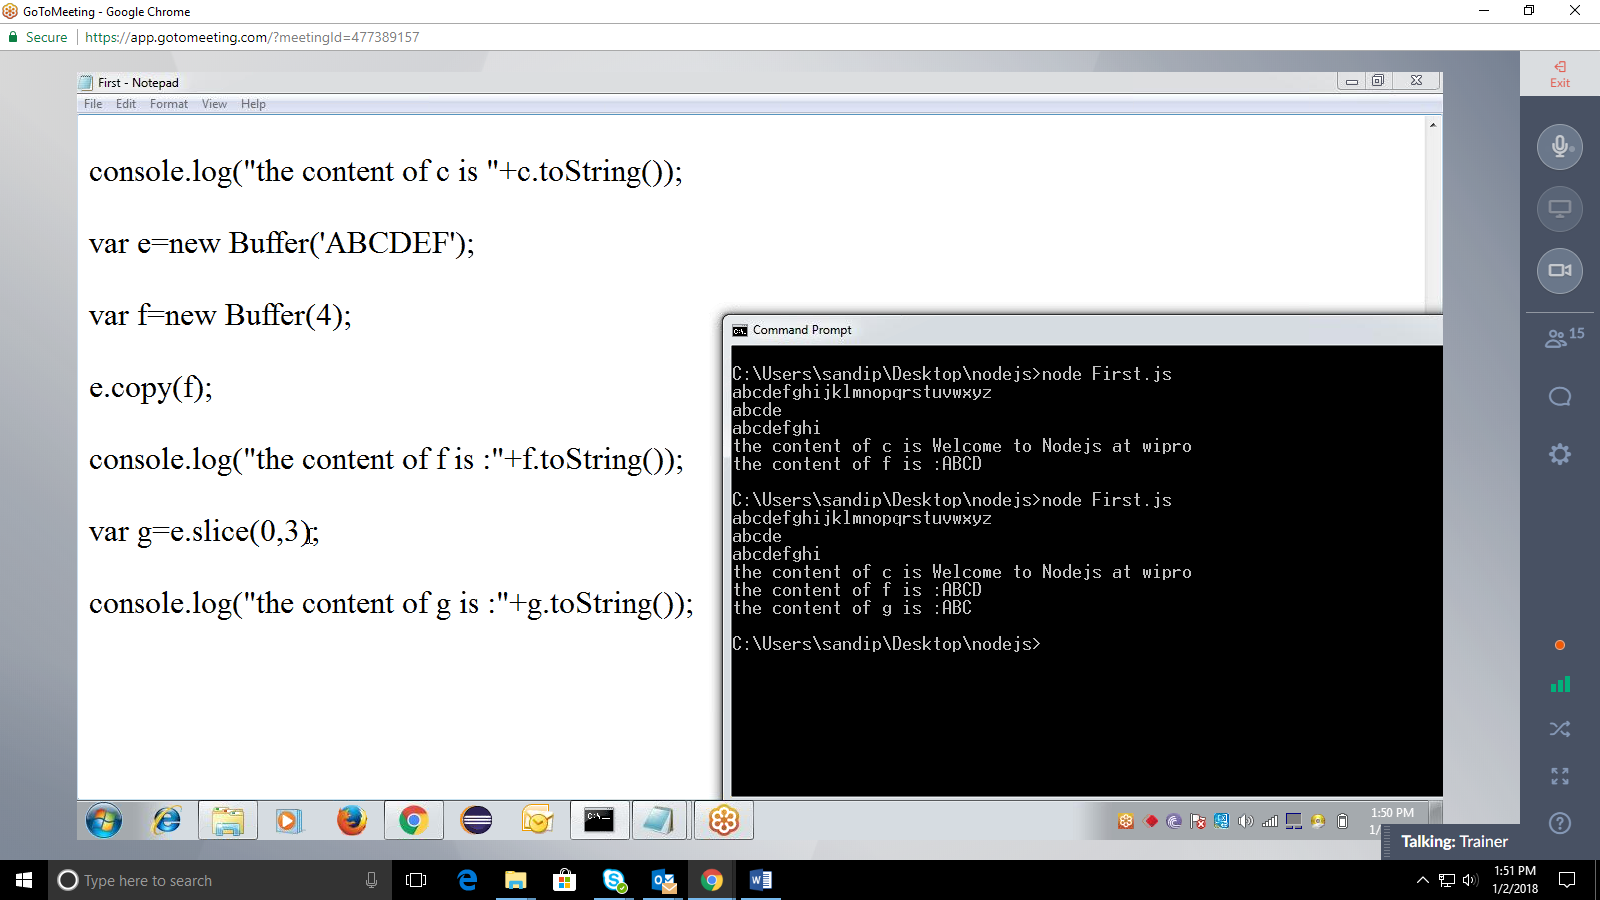 GoToMeeting - Google Chrome
Secure https://app.gotomeeting.com/?meetingId=477389157
Exit
First - Notepad
File Edit Format View Help
console.log("the content of c is "+c.toString());
var e=new Buffer('ABCDEF');
var f=new Buffer(4);
e.copy(f);
console.log("the content of f is :"+f.toString());
var g=e.slice(0,3);
console.log("the content of g is :"+g.toString());
Command Prompt
C:\Users\sandip\Desktop\nodejs>node First.js
abcdefghijklmnopqrstuvwxyz
abcde
abcdefghi
the content of c is Welcome to Nodejs at wipro
the content of f is :ABCD
C:\Users\sandip\Desktop\nodejs>node First.js
abcdefghijklmnopqrstuvwxyz
abcde
abcdefghi
the content of c is Welcome to Nodejs at wipro
the content of f is :ABCD
the content of g is :ABC
C:\Users\sandip\Desktop\nodejs>
15
1:50 PM
1/
Talking: Trainer
Type here to search
1:51 PM
1/2/2018